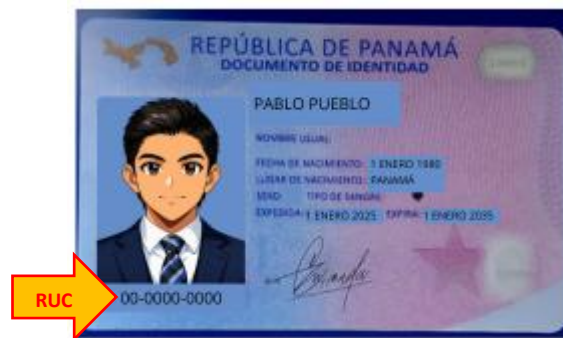 REPÚBLICA DE PANAMÁ
DOCUMENTO DE IDENTIDAD
PABLO PUEBLO
NOMBRE USUAL:
FECHA DE NACIMIENTO: 1 ENERO 1980
LUGAR DE NACIMIENTO: PANAMÁ
SEXO: TIPO DE SANGRE:
EXPEDIDA: 1 ENERO 2025 EXPIRA: 1 ENERO 2035
RUC
00-0000-0000